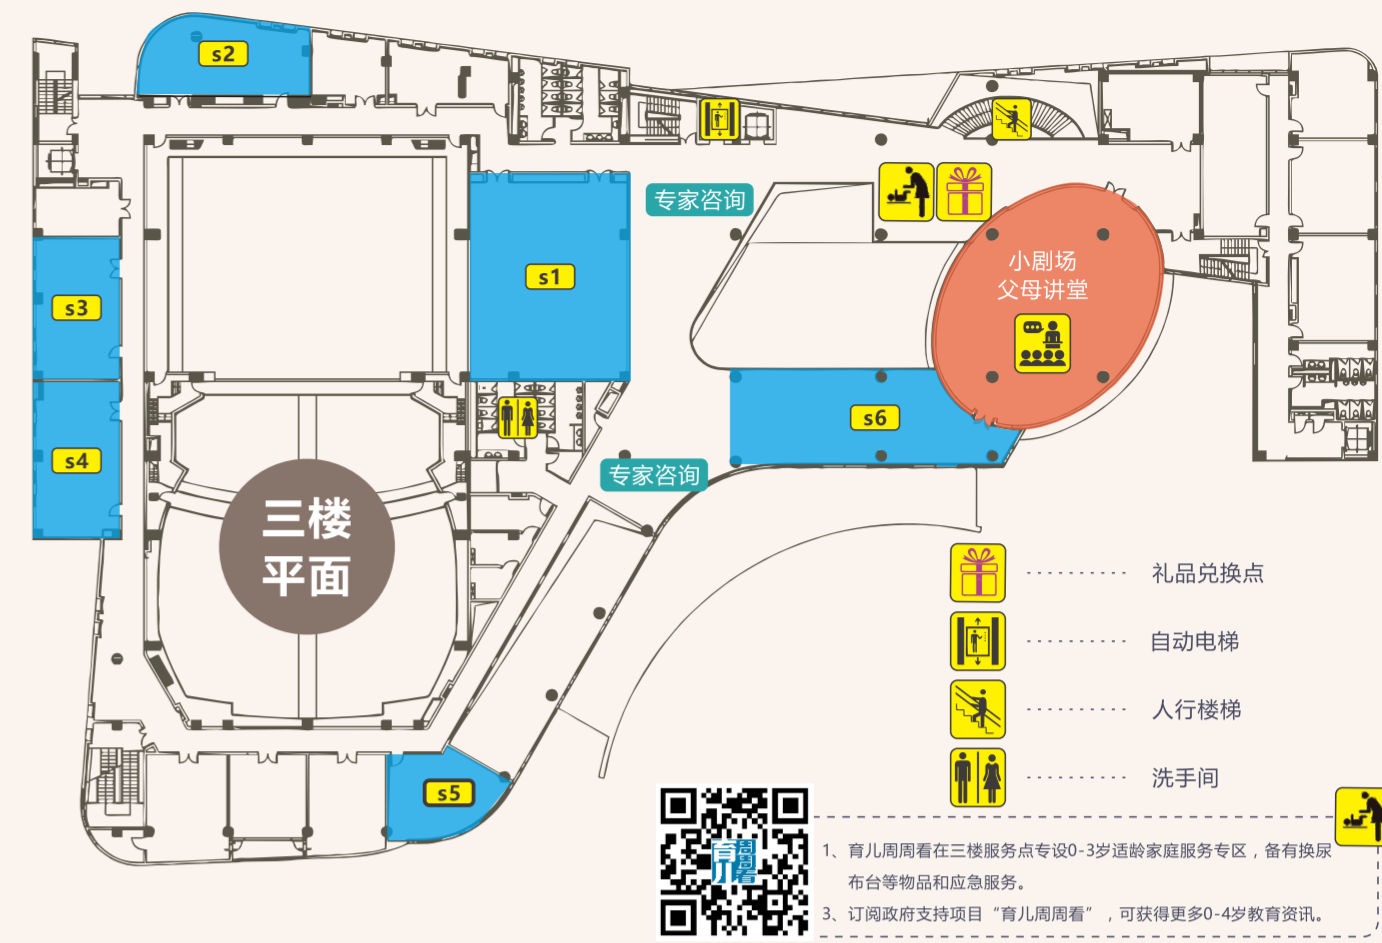 s2
专家咨询
s1
小剧场
父母讲堂
s3
s6
s4
专家咨询
三楼
平面
s5
礼品兑换点
自动电梯
人行楼梯
洗手间
育儿周周看
1、育儿周周看在三楼服务点专设0-3岁适龄家庭服务专区，备有换尿
布台等物品和应急服务。
3、订阅政府支持项目“育儿周周看”，可获得更多0-4岁教育资讯。